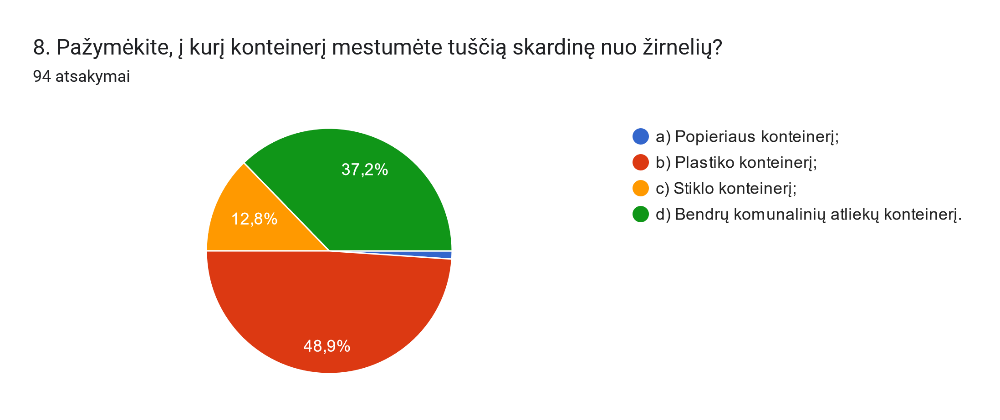 8. Pažymėkite, į kurį konteinerį mestumėte tuščią skardinę nuo žirnelių?
94 atsakymai
a) Popieriaus konteinerį;
b) Plastiko konteinerį;
c) Stiklo konteinerį;
d) Bendrų komunalinių atliekų konteinerį.
37,2%
12,8%
48,9%